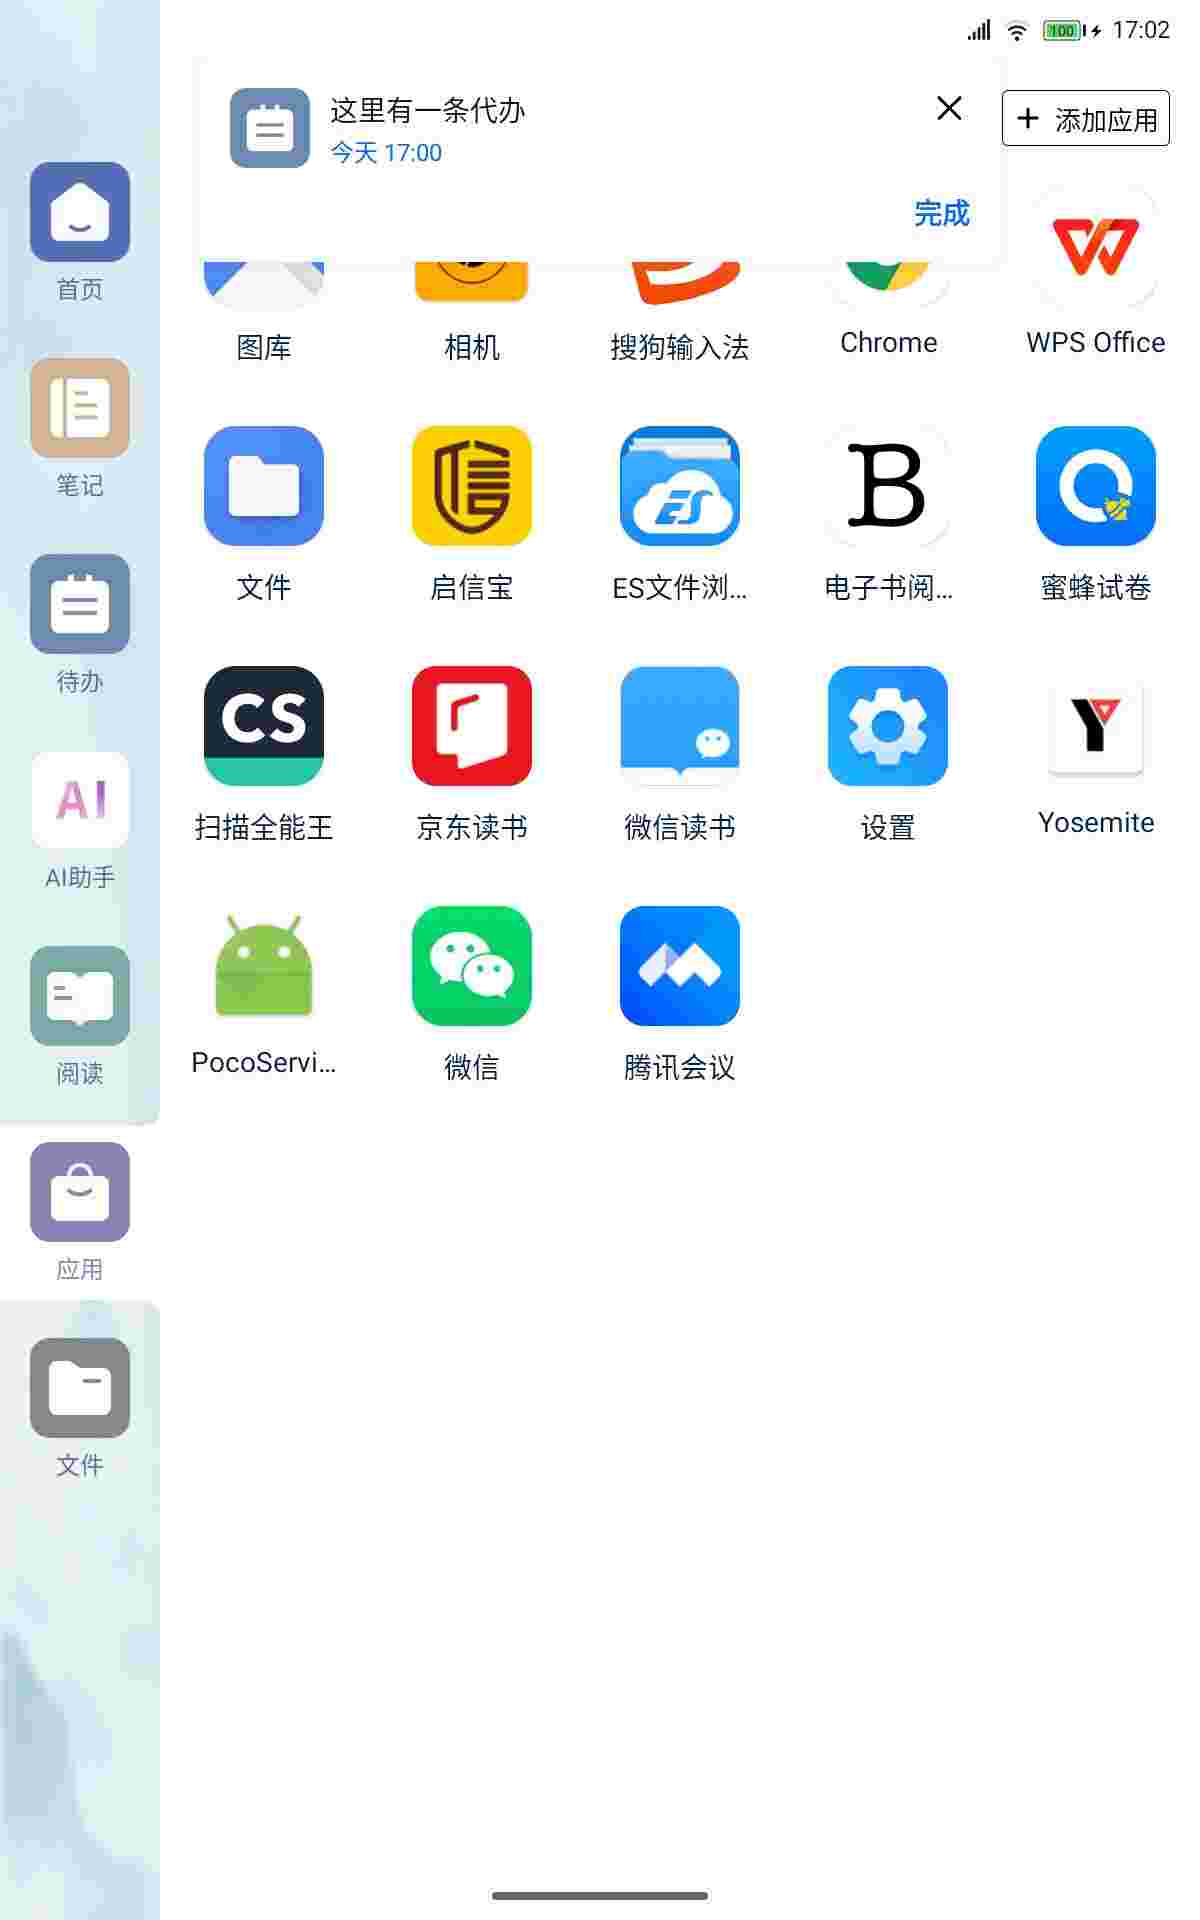 100 17:02
这里有一条代办
今天 17:00
完成
添加应用
首页
笔记
待办
AI
AI助手
阅读
应用
文件
图库
相机
搜狗输入法
Chrome
WPS Office
信
ES
B
文件
启信宝
ES文件浏...
电子书阅...
蜜蜂试卷
CS
Y
扫描全能王
京东读书
微信读书
设置
Yosemite
PocoServi...
微信
腾讯会议